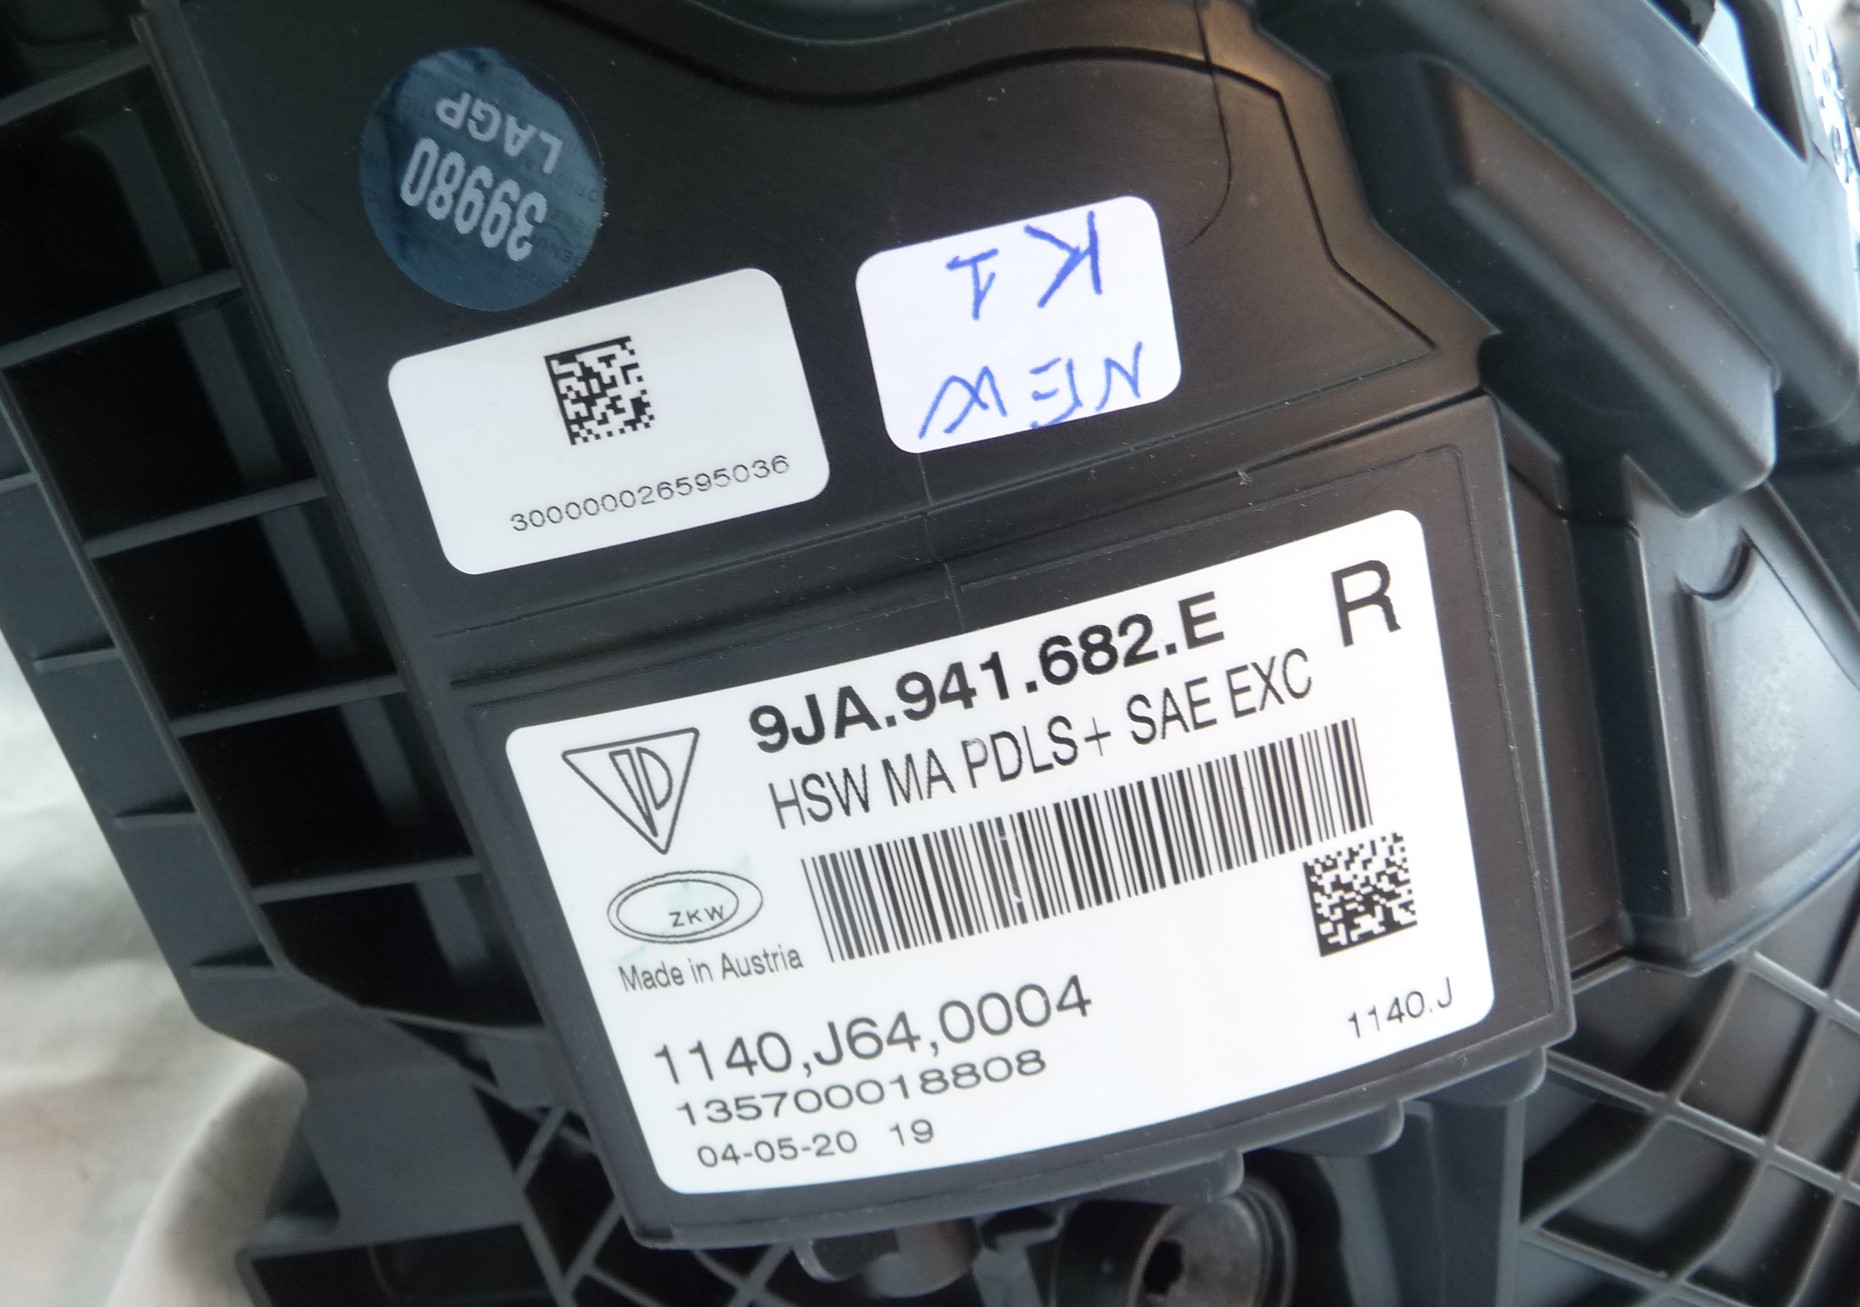 39980
LAGP
NEW
K1
300000026595036
9JA.941.682.E
R
HSW MA PDLS+ SAE EXC
ZKW
Made in Austria
1140,J64,0004
1140.J
135700018808
04-05-20 19